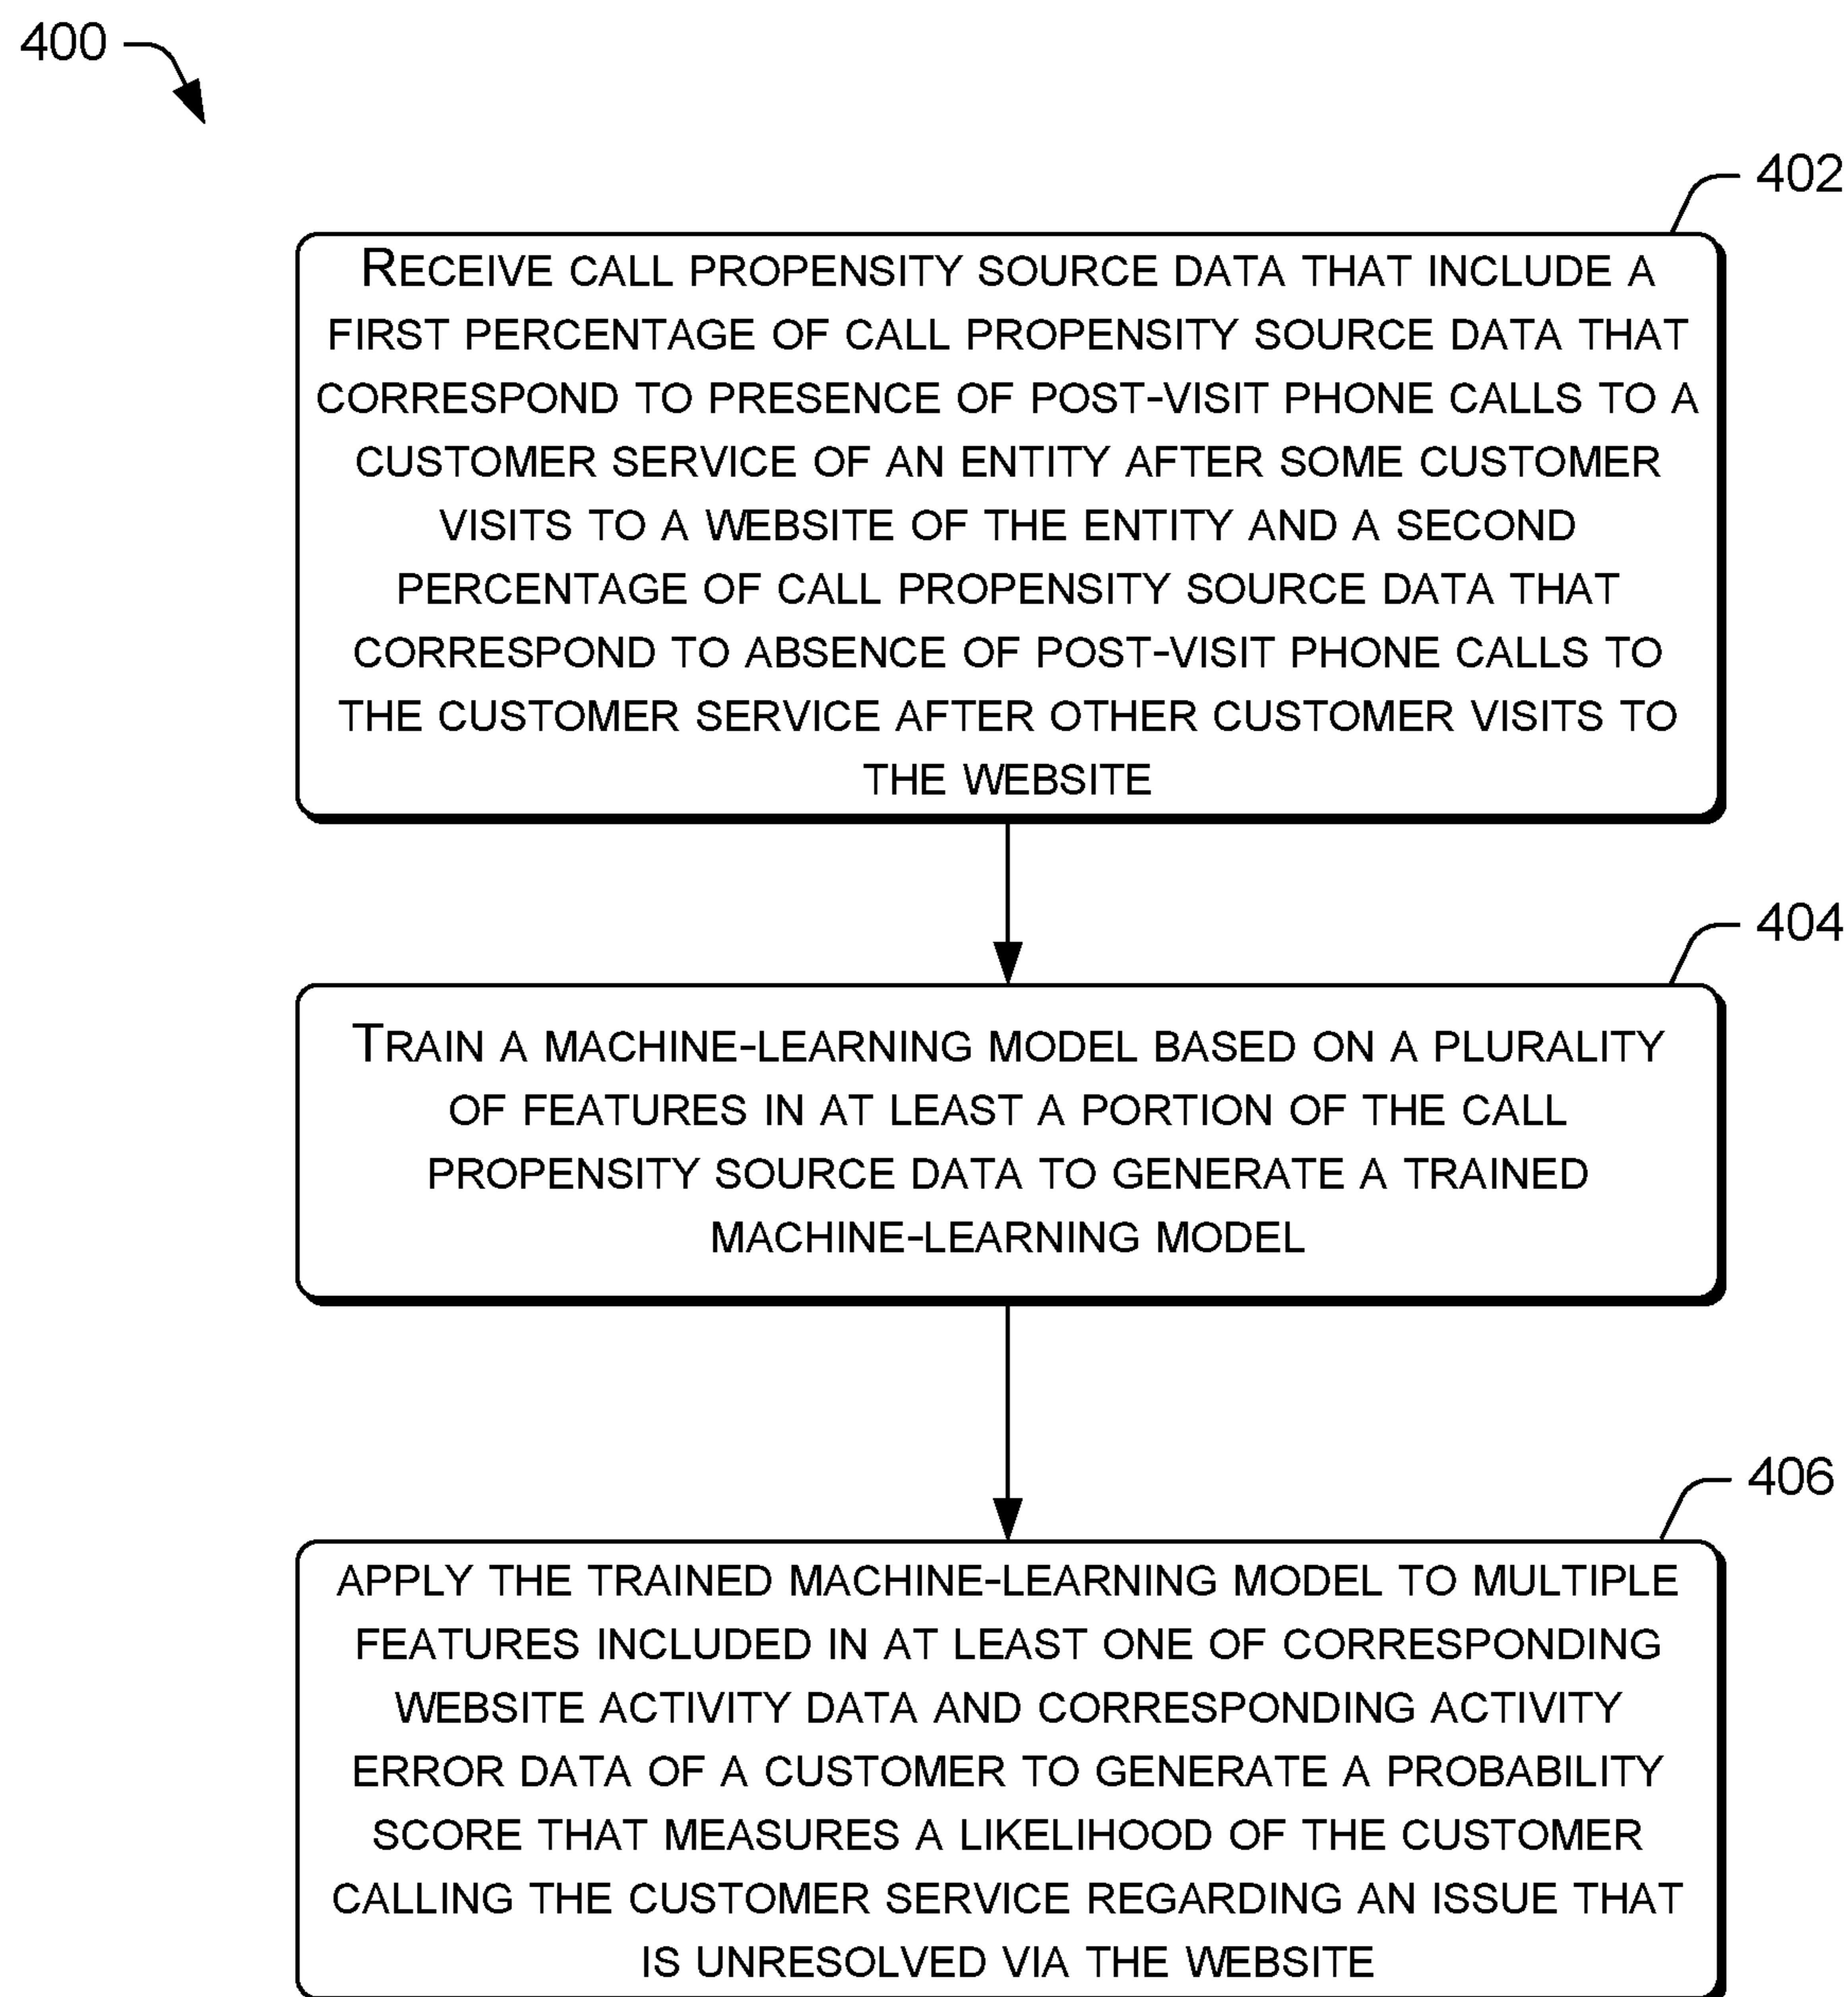 400
402
RECEIVE CALL PROPENSITY SOURCE DATA THAT INCLUDE A
FIRST PERCENTAGE OF CALL PROPENSITY SOURCE DATA THAT
CORRESPOND TO PRESENCE OF POST-VISIT PHONE CALLS TO A
CUSTOMER SERVICE OF AN ENTITY AFTER SOME CUSTOMER
VISITS TO A WEBSITE OF THE ENTITY AND A SECOND
PERCENTAGE OF CALL PROPENSITY SOURCE DATA THAT
CORRESPOND TO ABSENCE OF POST-VISIT PHONE CALLS TO
THE CUSTOMER SERVICE AFTER OTHER CUSTOMER VISITS TO
THE WEBSITE
404
TRAIN A MACHINE-LEARNING MODEL BASED ON A PLURALITY
OF FEATURES IN AT LEAST A PORTION OF THE CALL
PROPENSITY SOURCE DATA TO GENERATE A TRAINED
MACHINE-LEARNING MODEL
406
APPLY THE TRAINED MACHINE-LEARNING MODEL TO MULTIPLE
FEATURES INCLUDED IN AT LEAST ONE OF CORRESPONDING
WEBSITE ACTIVITY DATA AND CORRESPONDING ACTIVITY
ERROR DATA OF A CUSTOMER TO GENERATE A PROBABILITY
SCORE THAT MEASURES A LIKELIHOOD OF THE CUSTOMER
CALLING THE CUSTOMER SERVICE REGARDING AN ISSUE THAT
IS UNRESOLVED VIA THE WEBSITE